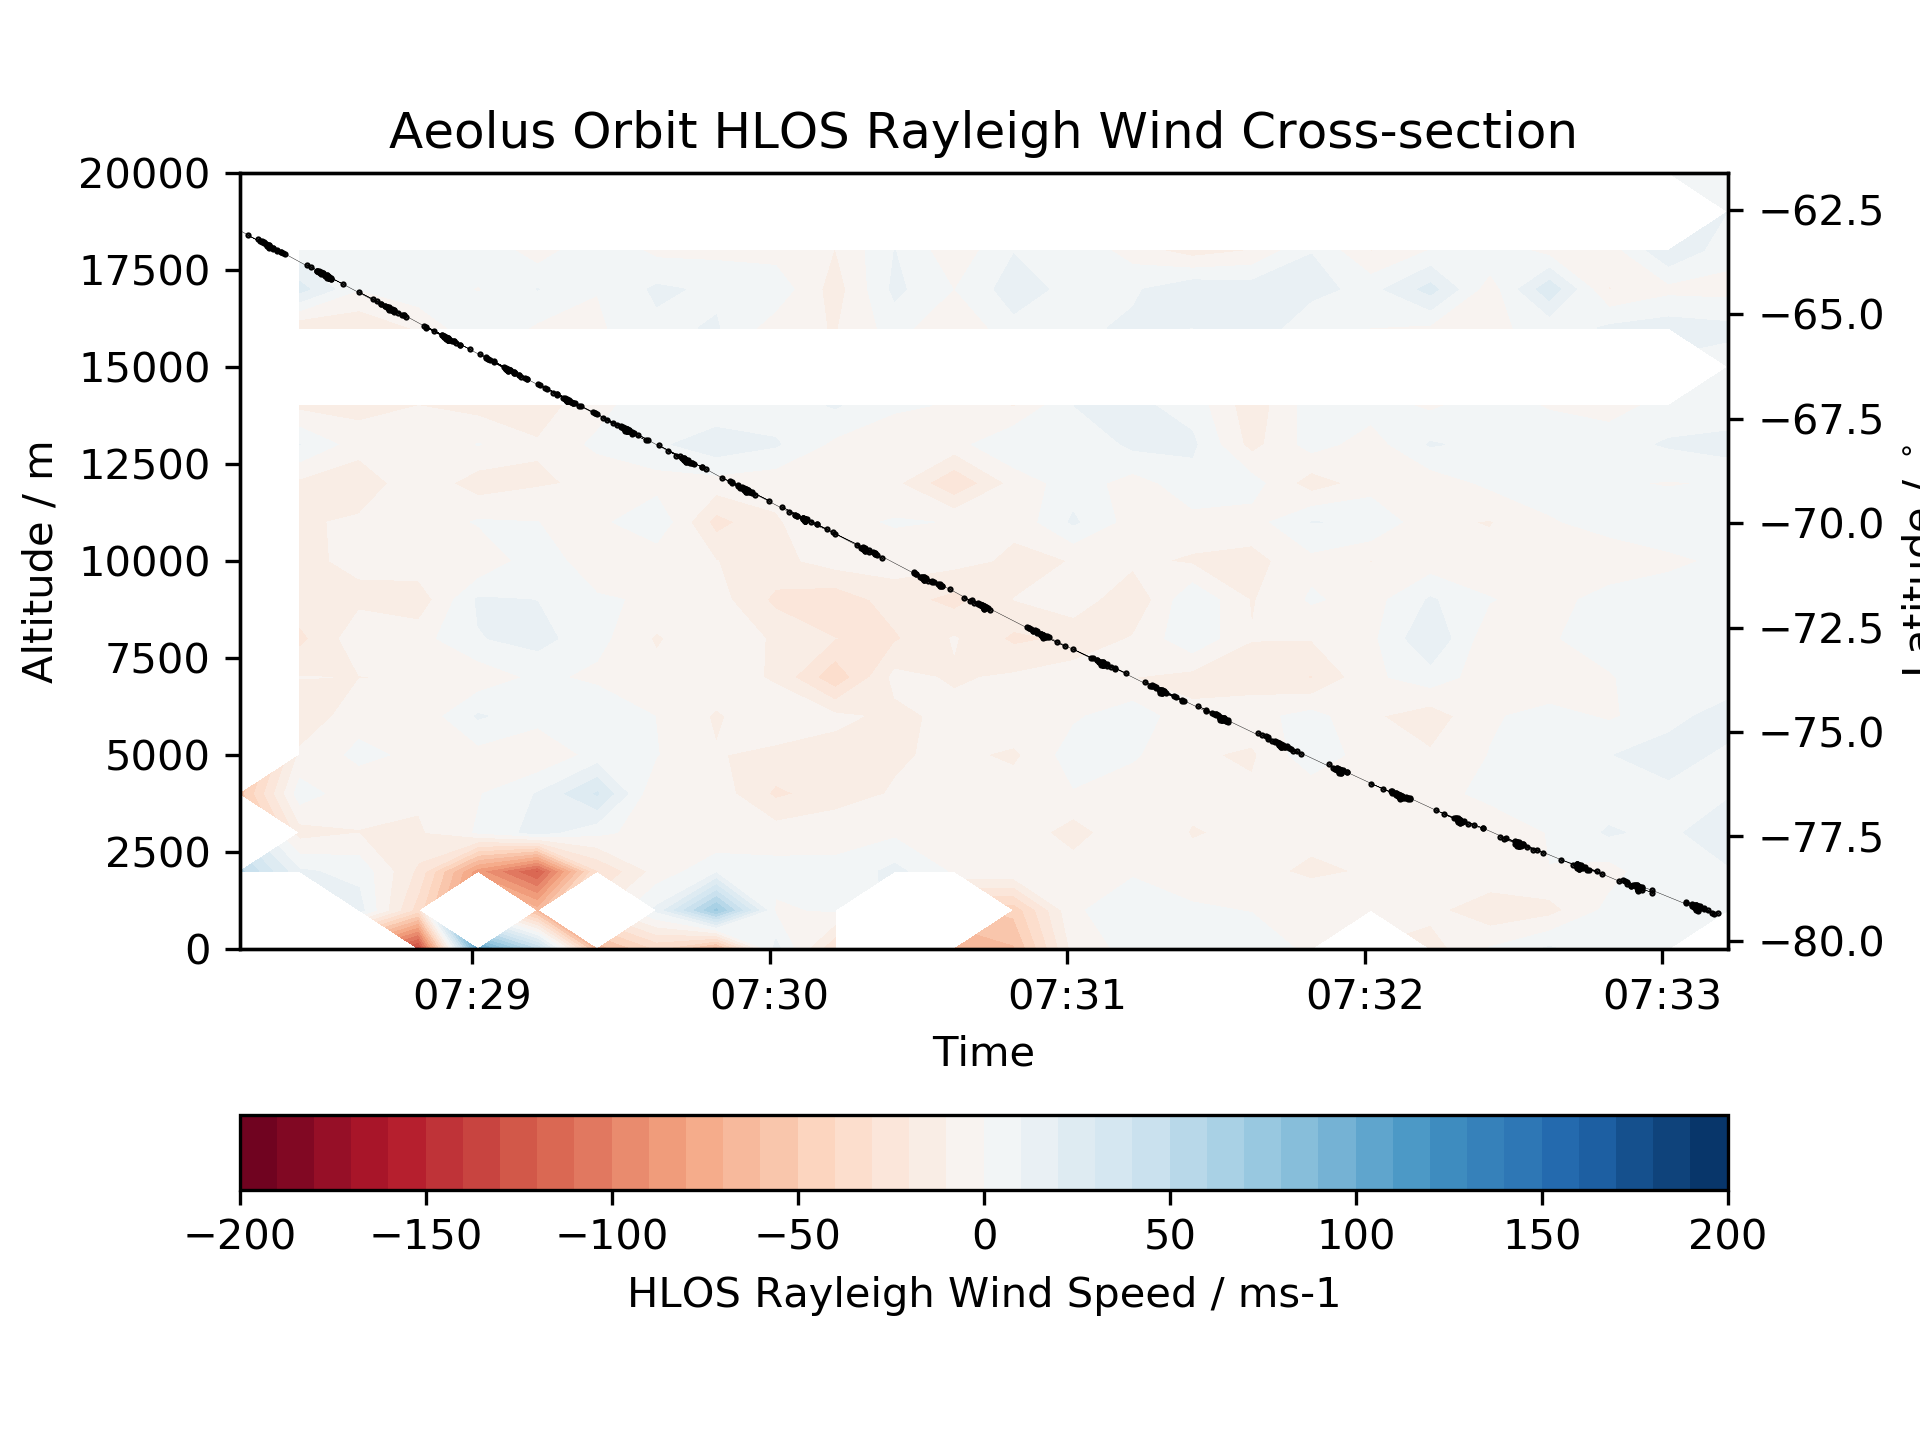 Aeolus Orbit HLOS Rayleigh Wind Cross-section
20000
17500
15000
12500
10000
7500
5000
2500
0
Altitude / m
−62.5
−65.0
−67.5
−70.0
−72.5
−75.0
−77.5
−80.0
Latitude / °
07:29 07:30 07:31 07:32 07:33
Time
−200 −150 −100 −50 0 50 100 150 200
HLOS Rayleigh Wind Speed / ms-1